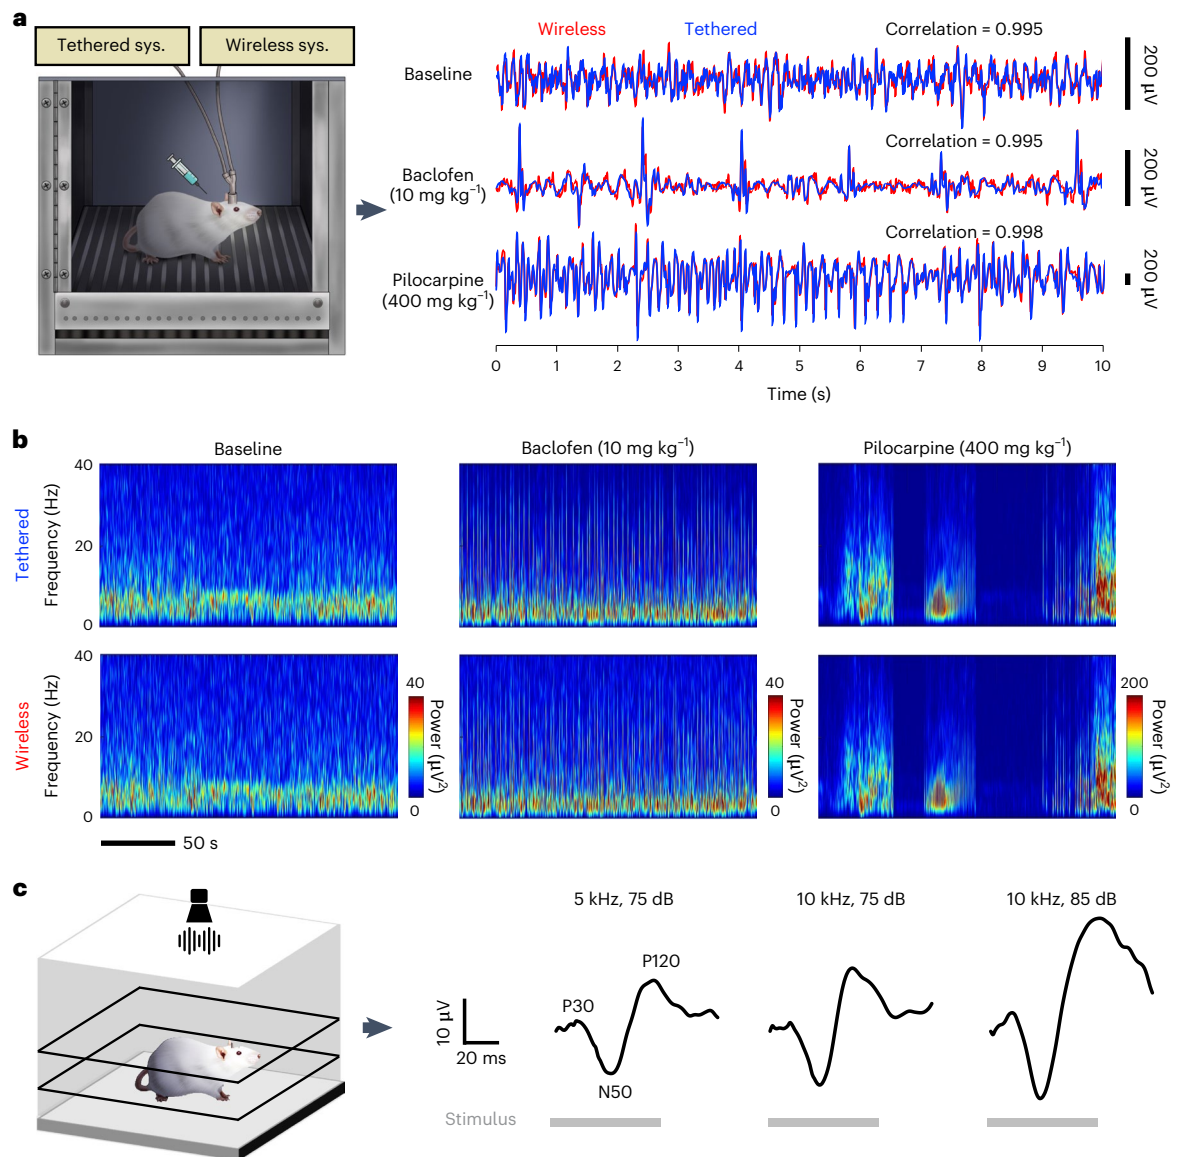 a
Tethered sys.
Wireless sys.
Wireless
Tethered
Correlation = 0.995
Baseline
200 µV
Correlation = 0.995
Baclofen
(10 mg kg⁻¹)
200 µV
Correlation = 0.998
Pilocarpine
(400 mg kg⁻¹)
200 µV
0 1 2 3 4 5 6 7 8 9 10
Time (s)
b
Baseline
Baclofen (10 mg kg⁻¹)
Pilocarpine (400 mg kg⁻¹)
Tethered
Frequency (Hz)
40
20
0
Wireless
Frequency (Hz)
40
20
0
40
Power (µV²)
0
40
Power (µV²)
0
200
Power (µV²)
0
50 s
c
5 kHz, 75 dB
10 kHz, 75 dB
10 kHz, 85 dB
P120
P30
10 µV
20 ms
N50
Stimulus